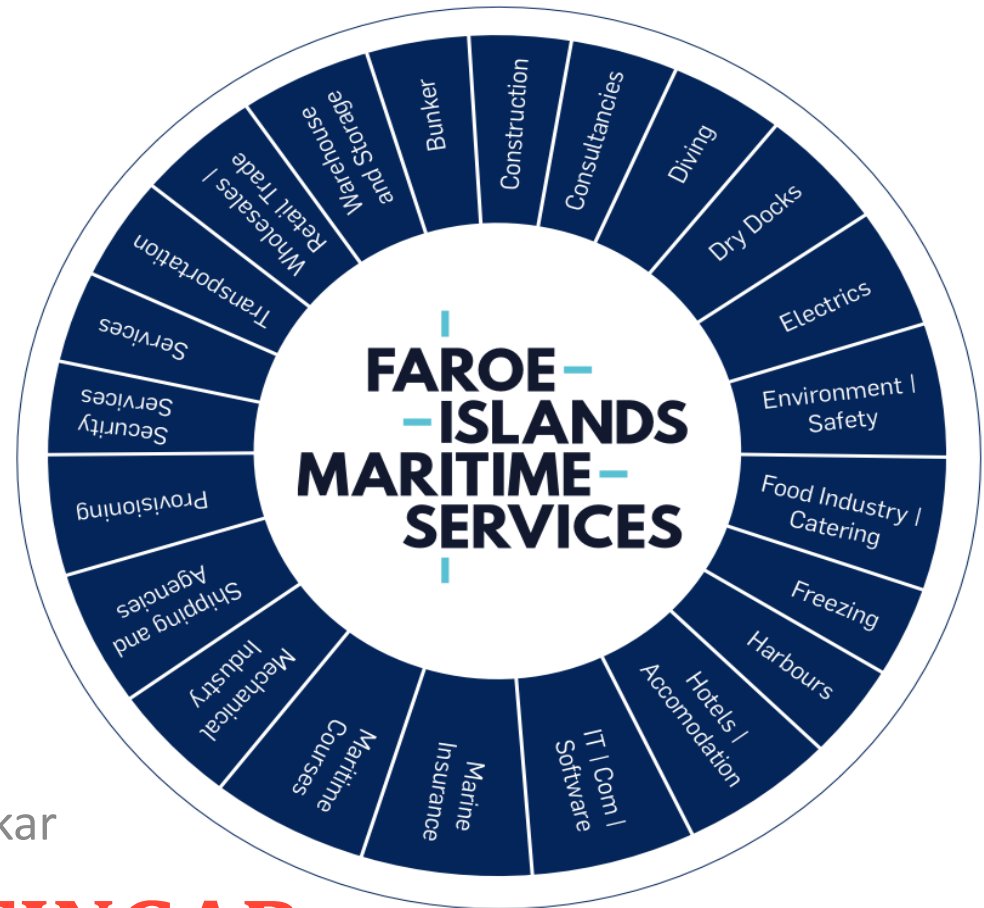 FAROE
ISLANDS
MARITIME
SERVICES
Bunker
Construction
Consultancies
Diving
Dry Docks
Electrics
Environment |
Safety
Food Industry |
Catering
Freezing
Harbours
Hotels |
Accomodation
IT | Com |
Software
Marine
Insurance
Maritime
Courses
Mechanical
Industry
Shipping and
Agencies
Provisioning
Security
Services
Services
Transportation
Wholesales |
Retail Trade
Warehouse
and Storage
kar